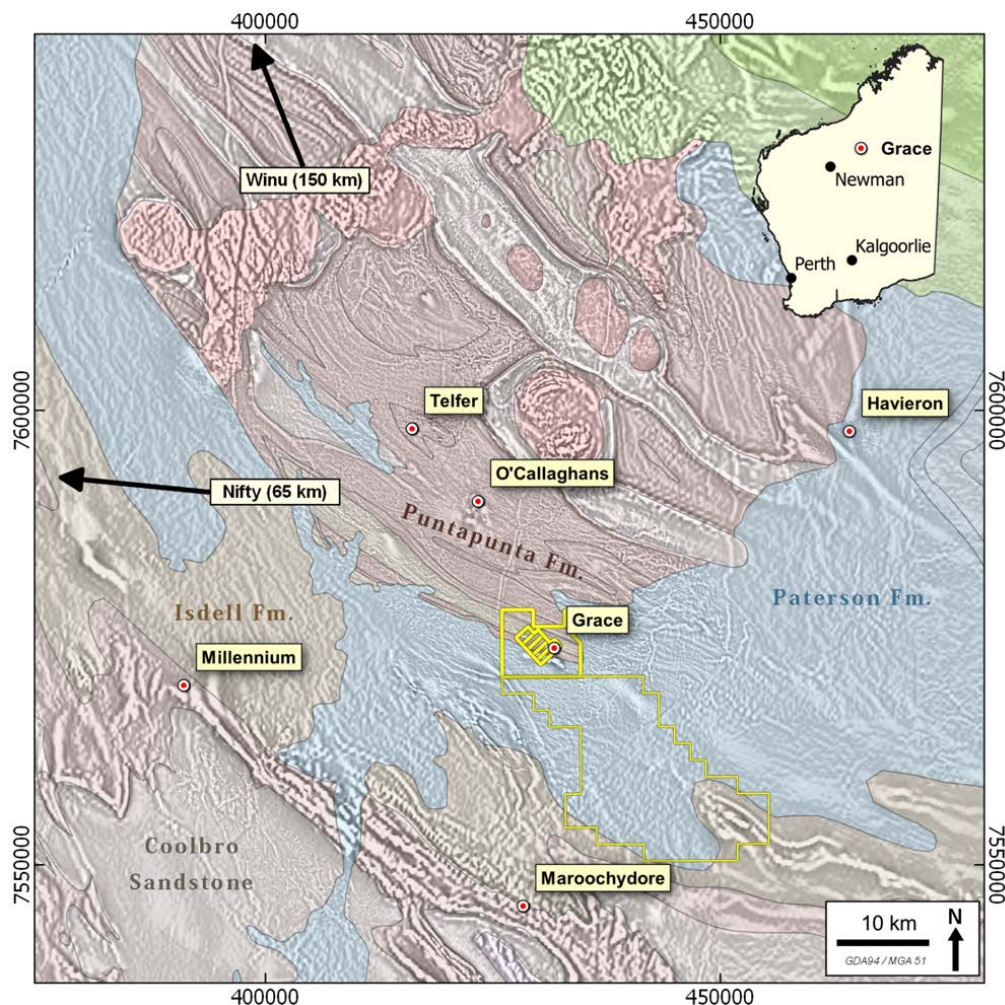 400000
450000
Grace
Newman
Winu (150 km)
Kalgoorlie
Perth
7600000
7600000
Telfer
Havieron
O'Callaghans
Nifty (65 km)
Puntapunta Fm.
Isdell Fm.
Paterson Fm.
Grace
Millennium
Coolbro
Sandstone
7550000
7550000
Maroochydore
10 km
N
GDA94 / MGA 51
400000
450000